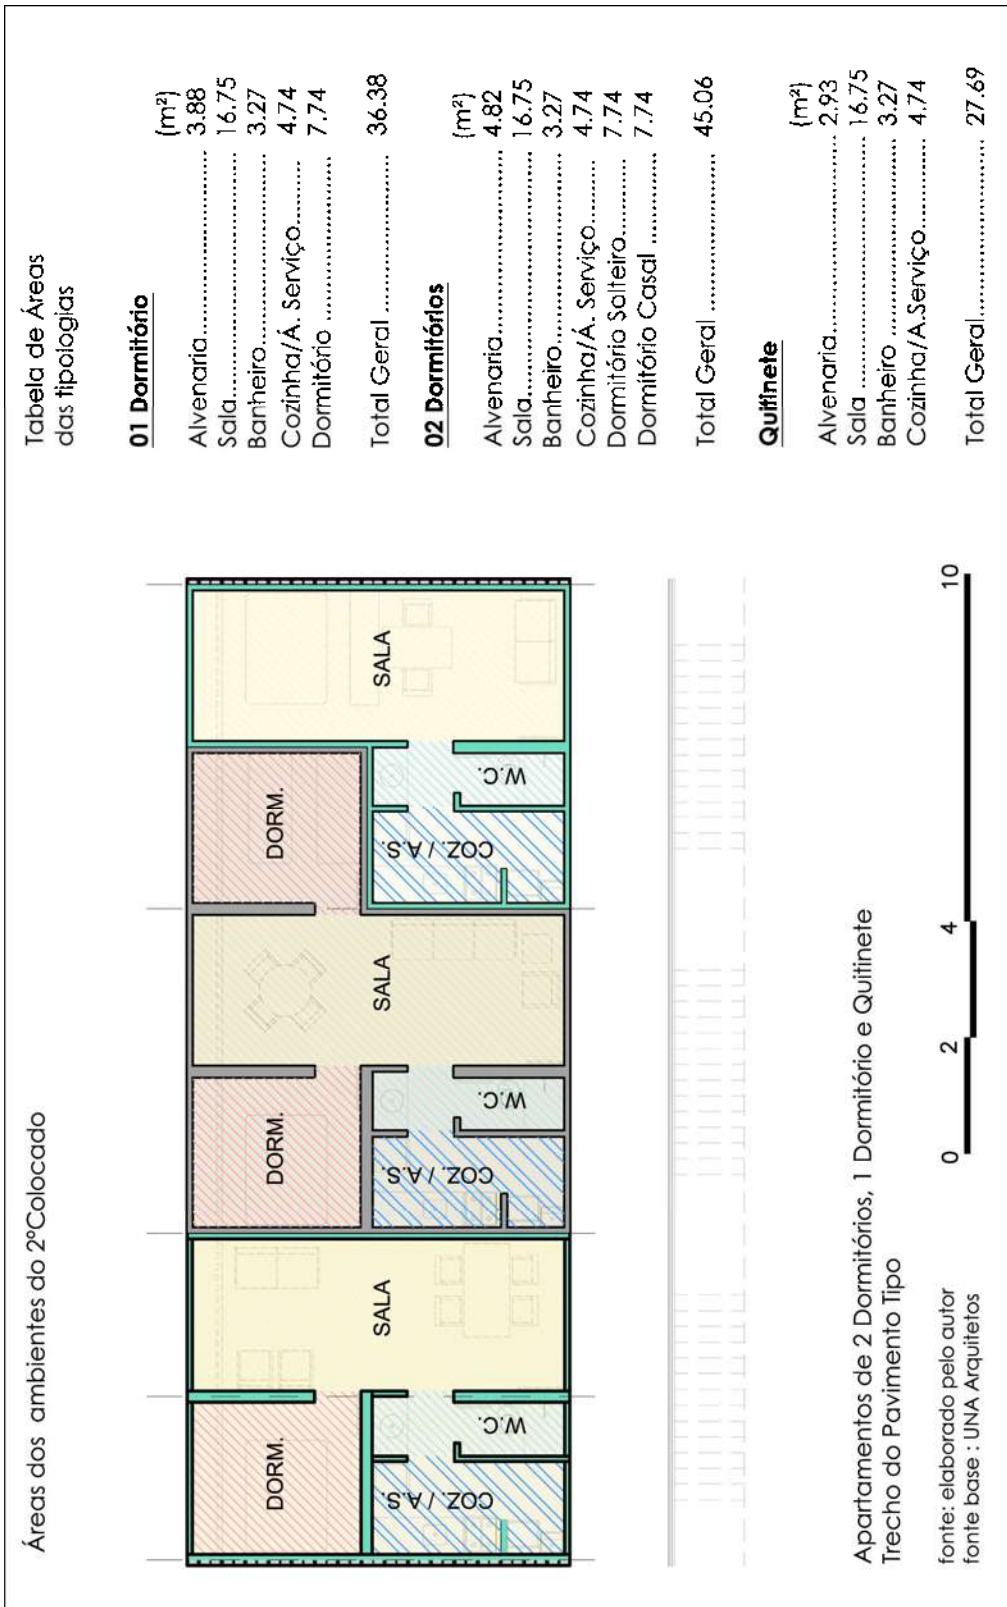 Áreas dos ambientes do 2ºColocado
DORM.
SALA
COZ. / A.S.
W.C.
DORM.
COZ. / A.S.
W.C.
SALA
DORM.
COZ. / A.S.
W.C.
SALA
Apartamentos de 2 Dormitórios, 1 Dormitório e Quitinete
Trecho do Pavimento Tipo
fonte: elaborado pelo autor
fonte base : UNA Arquitetos
0 2 4 10
Tabela de Áreas
das tipologias
01 Dormitório
(m²)
Alvenaria........................ 3.88
Sala................................ 16.75
Banheiro......................... 3.27
Cozinha/Á. Serviço......... 4.74
Dormitório ...................... 7.74
Total Geral ..................... 36.38
02 Dormitórios
(m²)
Alvenaria........................ 4.82
Sala................................ 16.75
Banheiro......................... 3.27
Cozinha/Á. Serviço......... 4.74
Dormitório Solteiro.......... 7.74
Dormitório Casal ............ 7.74
Total Geral ..................... 45.06
Quitinete
(m²)
Alvenaria........................ 2.93
Sala ............................... 16.75
Banheiro ........................ 3.27
Cozinha/A.Serviço.......... 4.74
Total Geral...................... 27.69